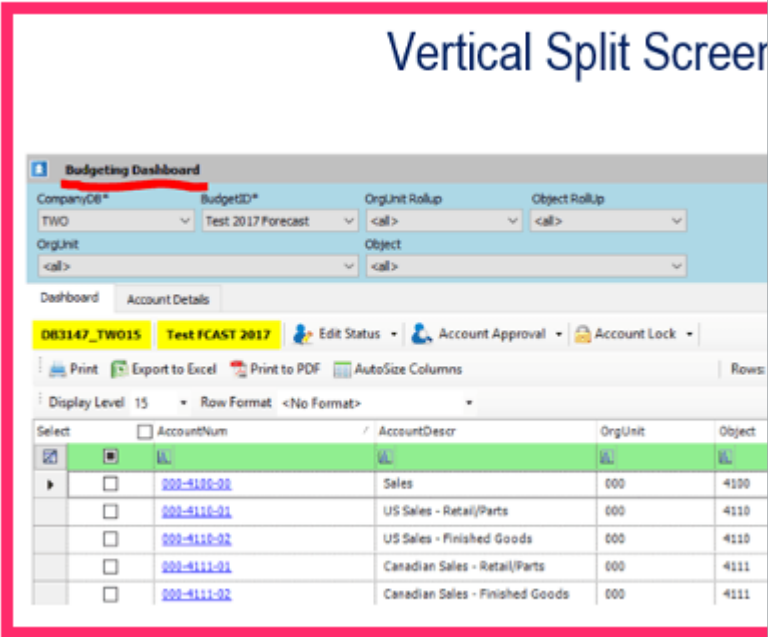 Vertical Split Screen
Budgeting Dashboard
CompanyDB* BudgetID* OrgUnit Rollup Object RollUp
TWO Test 2017 Forecast <all> <all>
OrgUnit Object
<all> <all>
Dashboard Account Details
DB3147_TWO15 Test FCAST 2017 Edit Status Account Approval Account Lock
Print Export to Excel Print to PDF AutoSize Columns Rows:
Display Level 15 Row Format <No Format>
Select AccountNum AccountDescr OrgUnit Object
000-4100-00 Sales 000 4100
000-4110-01 US Sales - Retail/Parts 000 4110
000-4110-02 US Sales - Finished Goods 000 4110
000-4111-01 Canadian Sales - Retail/Parts 000 4111
000-4111-02 Canadian Sales - Finished Goods 000 4111